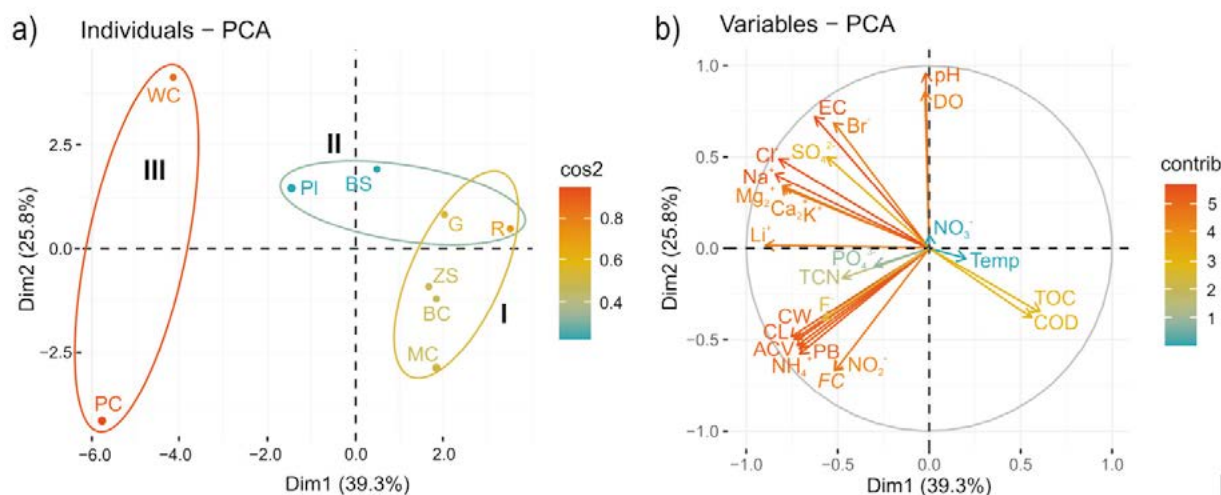 a) Individuals – PCA
WC
III
II
PI
BS
G
R
ZS
BC
I
MC
PC
2.5
0.0
−2.5
Dim2 (25.8%)
−6.0 −4.0 −2.0 0.0 2.0
Dim1 (39.3%)
cos2
0.8
0.6
0.4
b) Variables – PCA
pH
DO
EC
Br-
SO42-
Cl-
Na+
Mg2+
Ca2+
K+
Li+
NO3-
PO4
Temp
TCN
F-
TOC
COD
CW
CL
ACV
PB
NH4+
FC
NO2-
1.0
0.5
0.0
−0.5
−1.0
Dim2 (25.8%)
−1.0 −0.5 0.0 0.5 1.0
Dim1 (39.3%)
contrib
5
4
3
2
1